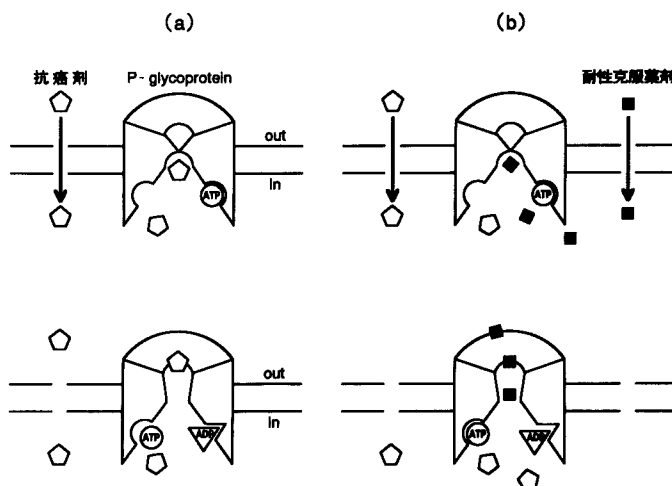 (a)
(b)
抗癌剤
P-glycoprotein
耐性克服薬剤
out
in
ATP
ATP
out
in
ATP
ADP
ATP
ADP